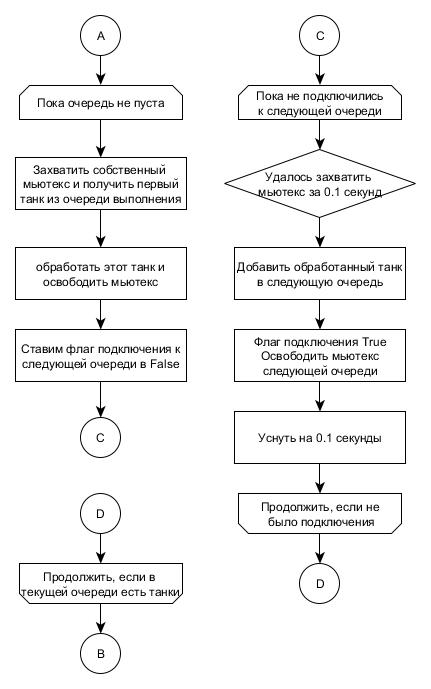 A
Пока очередь не пуста
Захватить собственный
мьютекс и получить первый
танк из очереди выполнения
обработать этот танк и
освободить мьютекс
Ставим флаг подключения к
следующей очереди в False
C
D
Продолжить, если в
текущей очереди есть танки
B
C
Пока не подключились
к следующей очереди
Удалось захватить
мьютекс за 0.1 секунд
Добавить обработанный танк
в следующую очередь
Флаг подключения True
Освободить мьютекс
следующей очереди
Уснуть на 0.1 секунды
Продолжить, если не
было подключения
D